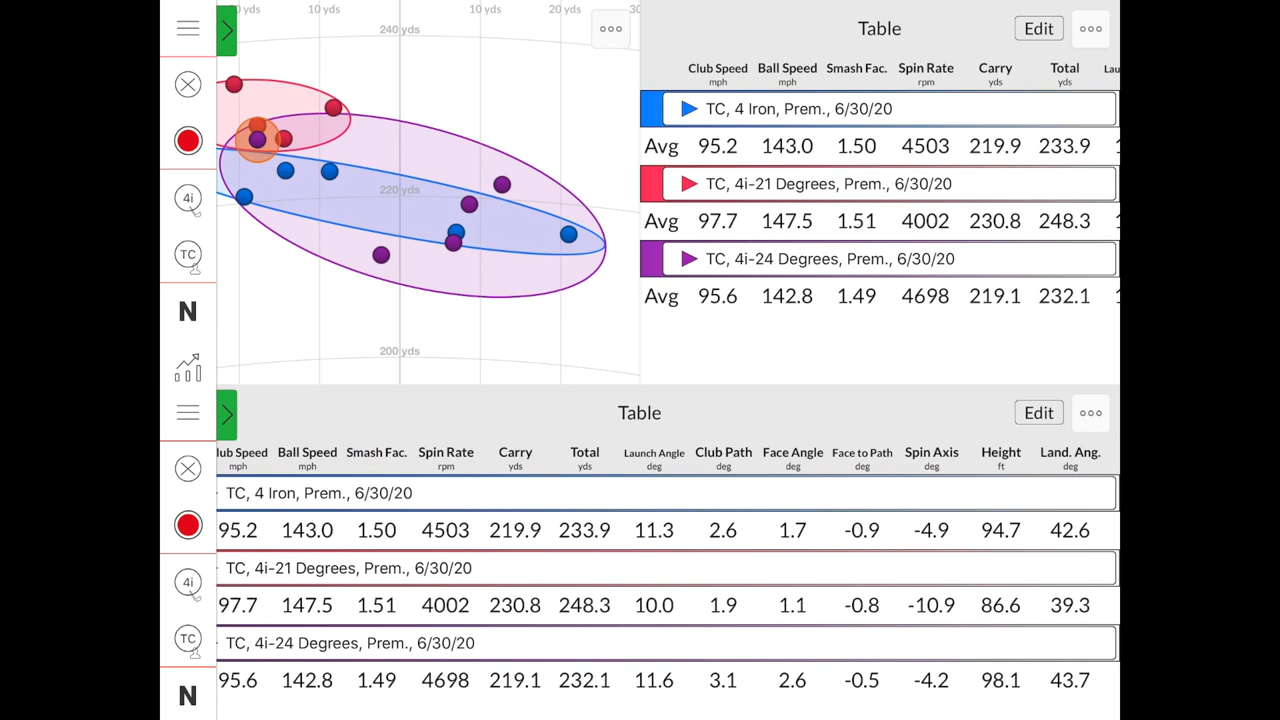 0 yds 10 yds 10 yds 20 yds 30
240 yds
220 yds
200 yds
4i
TC
N
Table
Edit
Club Speed Ball Speed Smash Fac. Spin Rate Carry Total Lau
mph mph rpm yds yds
TC, 4 Iron, Prem., 6/30/20
Avg 95.2 143.0 1.50 4503 219.9 233.9 1
TC, 4i-21 Degrees, Prem., 6/30/20
Avg 97.7 147.5 1.51 4002 230.8 248.3 1
TC, 4i-24 Degrees, Prem., 6/30/20
Avg 95.6 142.8 1.49 4698 219.1 232.1 1
Table
Edit
lub Speed Ball Speed Smash Fac. Spin Rate Carry Total Launch Angle Club Path Face Angle Face to Path Spin Axis Height Land. Ang.
mph mph rpm yds yds deg deg deg deg deg ft deg
TC, 4 Iron, Prem., 6/30/20
95.2 143.0 1.50 4503 219.9 233.9 11.3 2.6 1.7 -0.9 -4.9 94.7 42.6
TC, 4i-21 Degrees, Prem., 6/30/20
97.7 147.5 1.51 4002 230.8 248.3 10.0 1.9 1.1 -0.8 -10.9 86.6 39.3
TC, 4i-24 Degrees, Prem., 6/30/20
95.6 142.8 1.49 4698 219.1 232.1 11.6 3.1 2.6 -0.5 -4.2 98.1 43.7
4i
TC
N